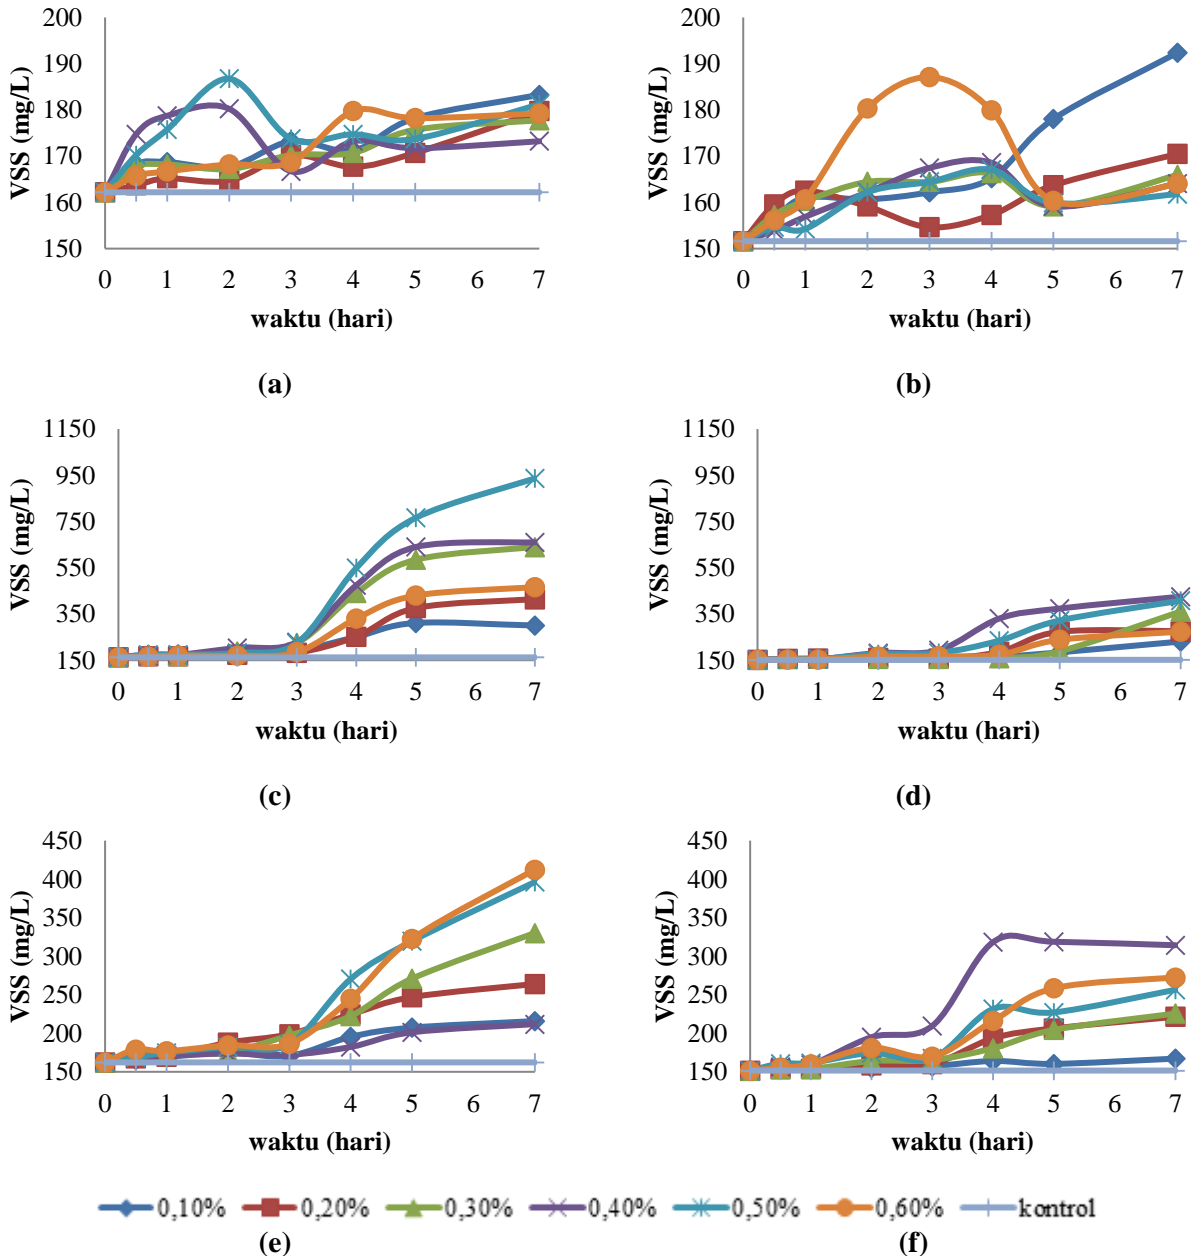 200
190
180
170
160
150
VSS (mg/L)
0 1 2 3 4 5 6 7
waktu (hari)
(a)
200
190
180
170
160
150
VSS (mg/L)
0 1 2 3 4 5 6 7
waktu (hari)
(b)
1150
950
750
550
350
150
VSS (mg/L)
0 1 2 3 4 5 6 7
waktu (hari)
(c)
1150
950
750
550
350
150
VSS (mg/L)
0 1 2 3 4 5 6 7
waktu (hari)
(d)
450
400
350
300
250
200
150
VSS (mg/L)
0 1 2 3 4 5 6 7
waktu (hari)
450
400
350
300
250
200
150
VSS (mg/L)
0 1 2 3 4 5 6 7
waktu (hari)
0,10% 0,20% 0,30% 0,40% 0,50% 0,60% kontrol
(e) (f)